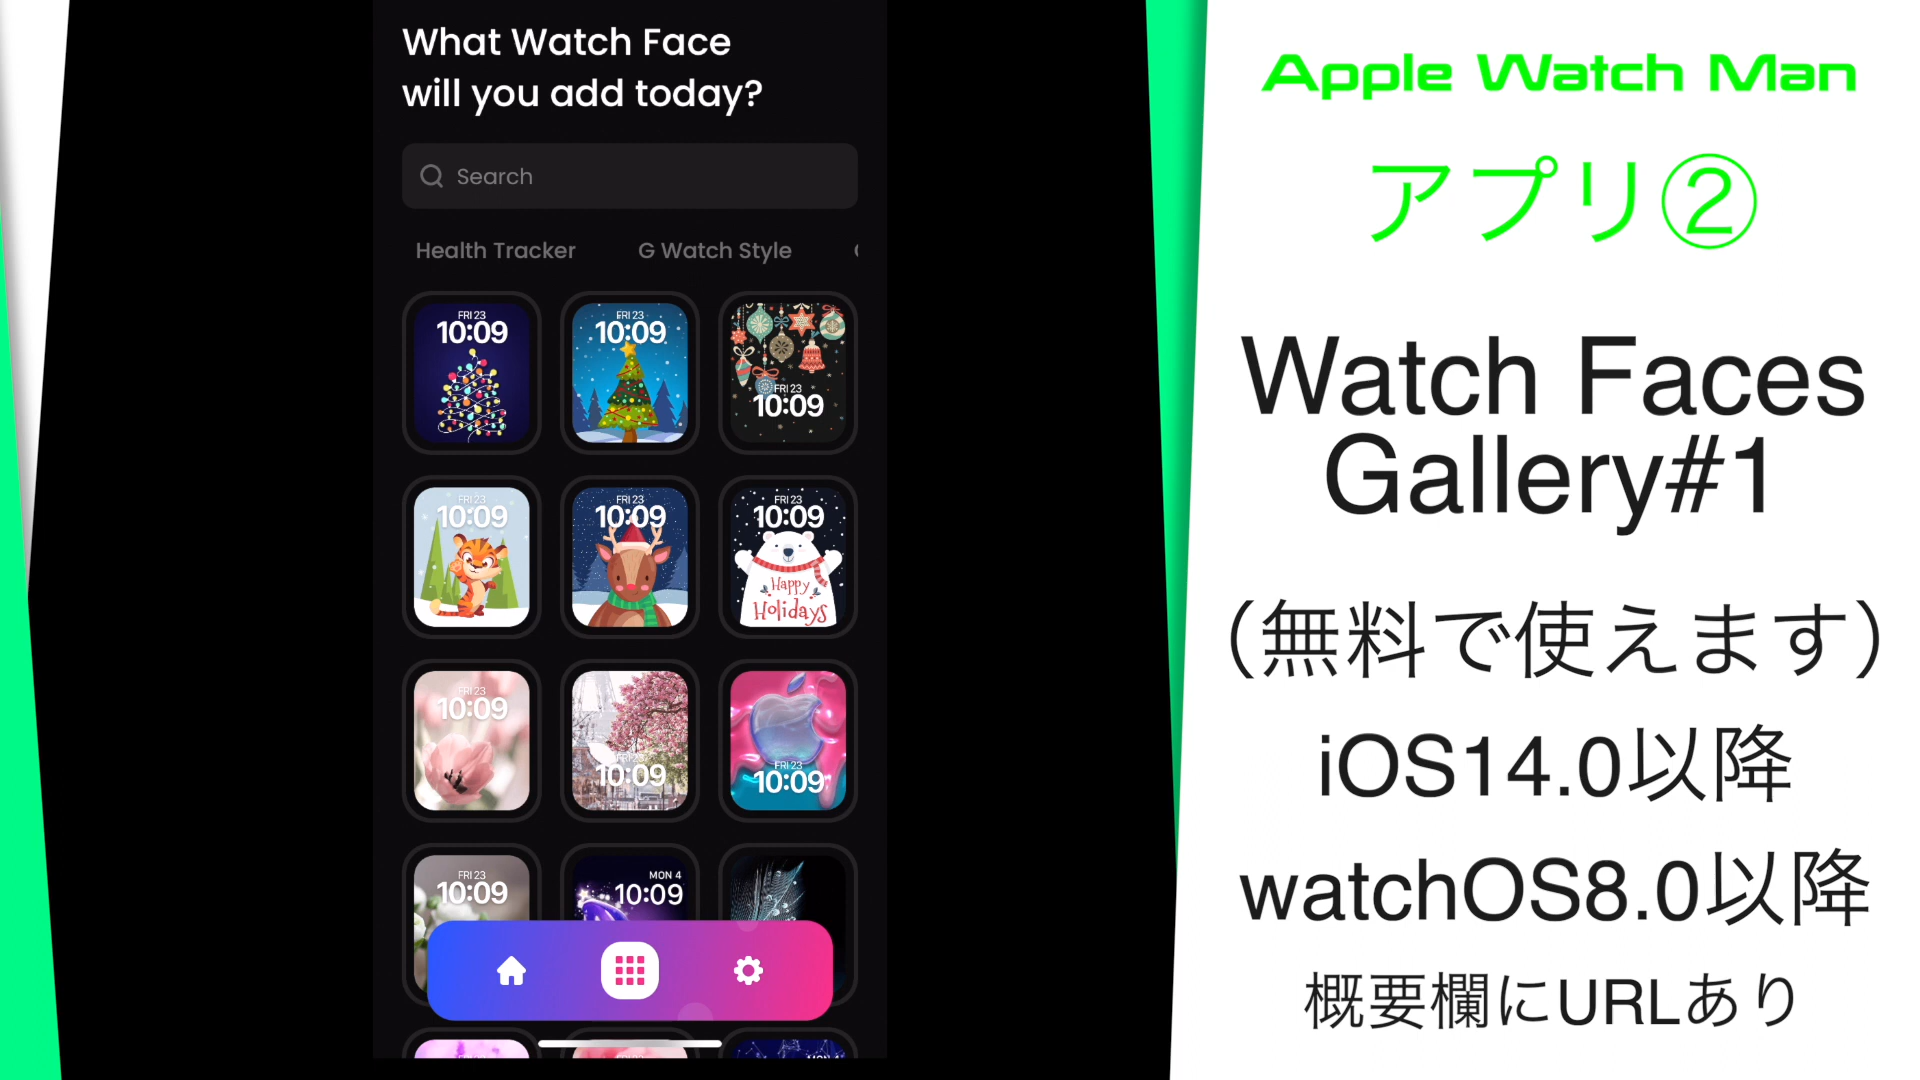 What Watch Face
will you add today?
Search
Health Tracker
G Watch Style
FRI 23
10:09
FRI 23
10:09
FRI 23
10:09
FRI 23
10:09
FRI 23
10:09
FRI 23
10:09
Happy
Holidays
FRI 23
10:09
FRI 23
10:09
FRI 23
10:09
FRI 23
10:09
MON 4
10:09
Apple Watch Man
アプリ②
Watch Faces
Gallery#1
（無料で使えます）
iOS14.0以降
watchOS8.0以降
概要欄にURLあり